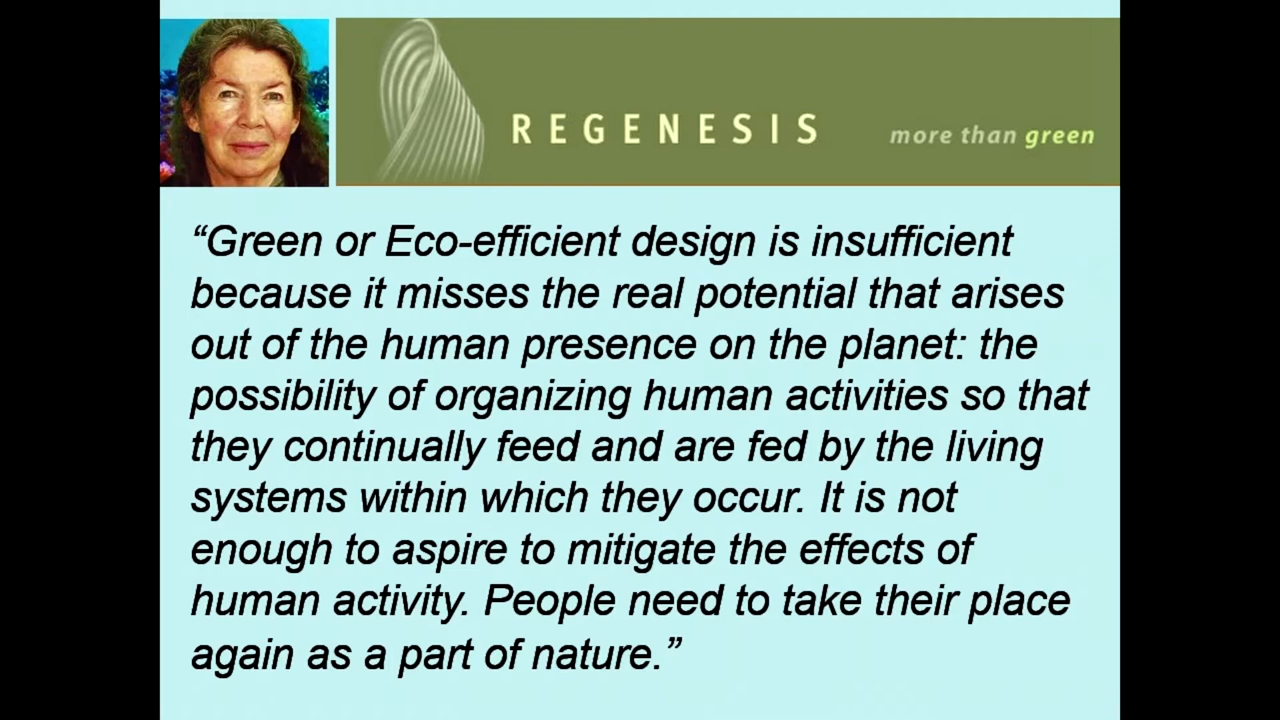 REGENESIS
more than green
“Green or Eco-efficient design is insufficient
because it misses the real potential that arises
out of the human presence on the planet: the
possibility of organizing human activities so that
they continually feed and are fed by the living
systems within which they occur. It is not
enough to aspire to mitigate the effects of
human activity. People need to take their place
again as a part of nature.”